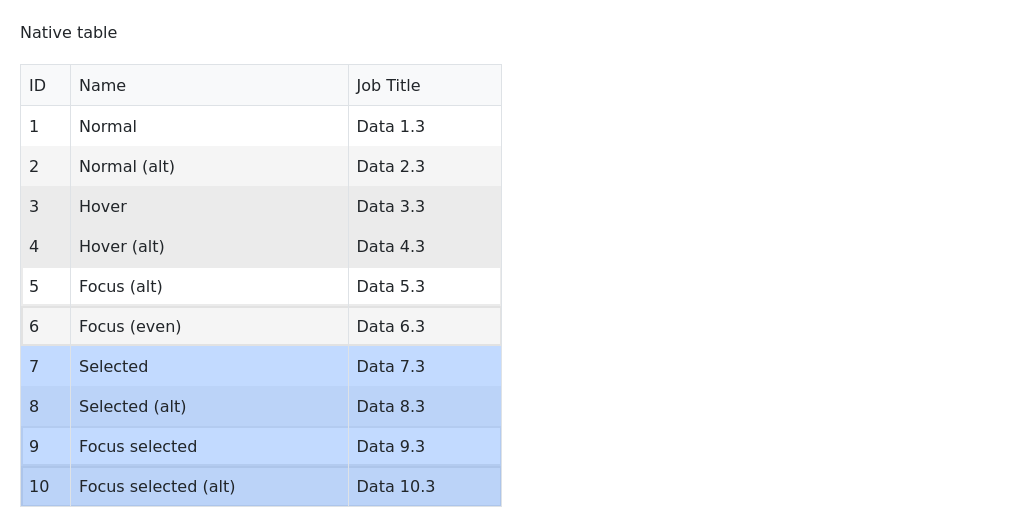 Native table
ID Name Job Title
1 Normal Data 1.3
2 Normal (alt) Data 2.3
3 Hover Data 3.3
4 Hover (alt) Data 4.3
5 Focus (alt) Data 5.3
6 Focus (even) Data 6.3
7 Selected Data 7.3
8 Selected (alt) Data 8.3
9 Focus selected Data 9.3
10 Focus selected (alt) Data 10.3